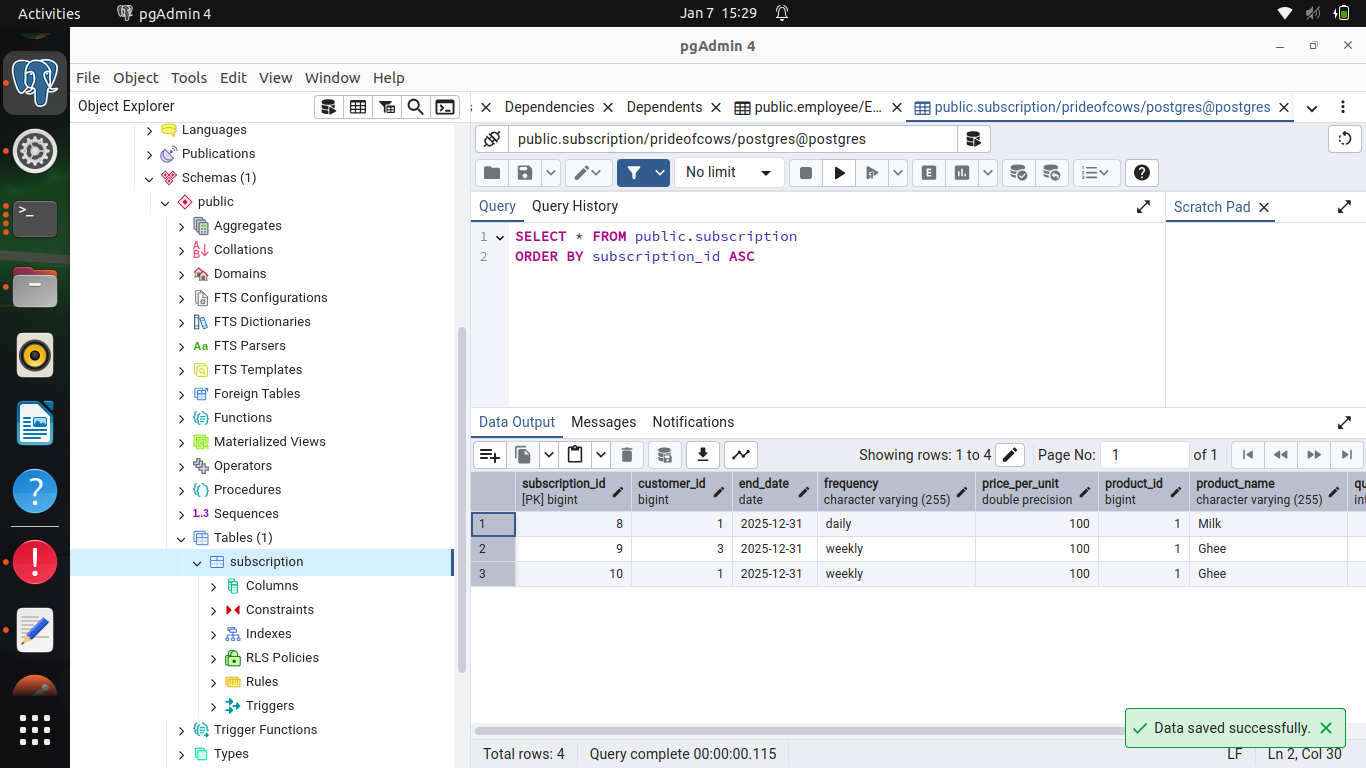 Activities pgAdmin 4 Jan 7 15:29
pgAdmin 4
File Object Tools Edit View Window Help
Object Explorer
Dependencies Dependents public.employee/E... public.subscription/prideofcows/postgres@postgres
public.subscription/prideofcows/postgres@postgres
No limit E
Query Query History
Scratch Pad
1 SELECT * FROM public.subscription
2 ORDER BY subscription_id ASC
Languages
Publications
Schemas (1)
public
Aggregates
Collations
Domains
FTS Configurations
FTS Dictionaries
Aa FTS Parsers
FTS Templates
Foreign Tables
Functions
Materialized Views
Operators
Procedures
1..3 Sequences
Tables (1)
subscription
Columns
Constraints
Indexes
RLS Policies
Rules
Triggers
Trigger Functions
Types
Data Output Messages Notifications
Showing rows: 1 to 4 Page No: 1 of 1
subscription_id customer_id end_date frequency price_per_unit product_id product_name qu
[PK] bigint bigint date character varying (255) double precision bigint character varying (255) int
1 8 1 2025-12-31 daily 100 1 Milk
2 9 3 2025-12-31 weekly 100 1 Ghee
3 10 1 2025-12-31 weekly 100 1 Ghee
Data saved successfully.
Total rows: 4 Query complete 00:00:00.115 LF Ln 2, Col 30